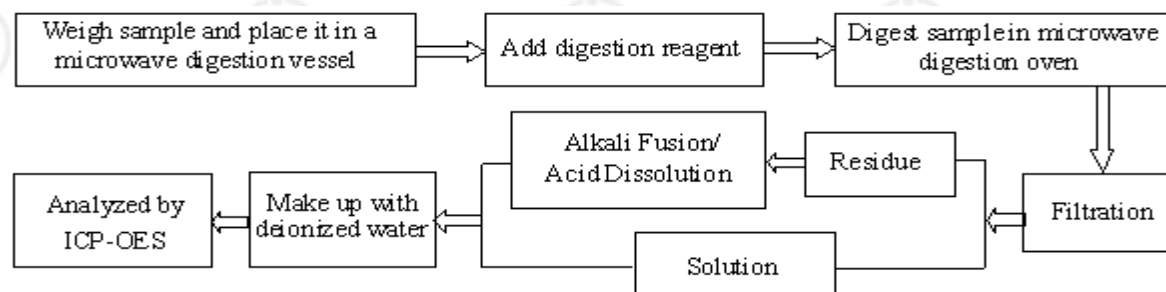 Weigh sample and place it in a
microwave digestion vessel
Add digestion reagent
Digest sample in microwave
digestion oven
Filtration
Residue
Alkali Fusion/
Acid Dissolution
Solution
Make up with
deionized water
Analyzed by
ICP-OES